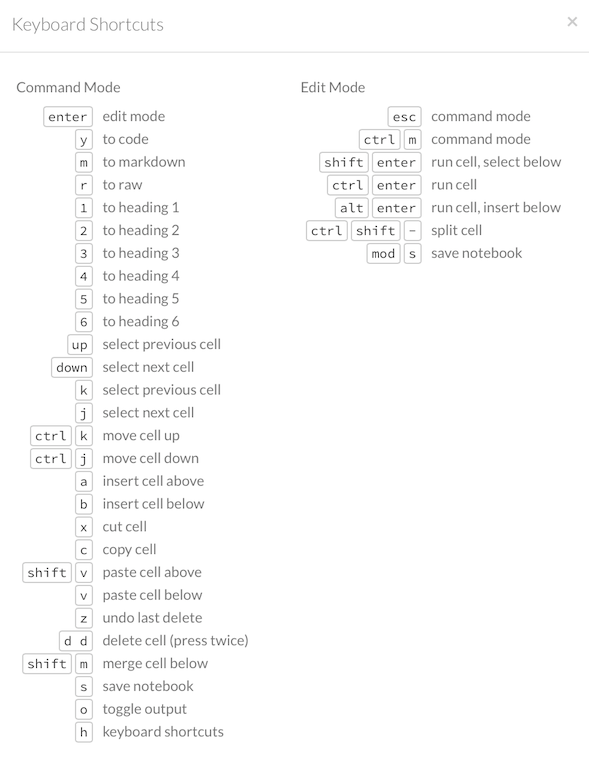 Keyboard Shortcuts ×
Command Mode
enter edit mode
y to code
m to markdown
r to raw
1 to heading 1
2 to heading 2
3 to heading 3
4 to heading 4
5 to heading 5
6 to heading 6
up select previous cell
down select next cell
k select previous cell
j select next cell
ctrl k move cell up
ctrl j move cell down
a insert cell above
b insert cell below
x cut cell
c copy cell
shift v paste cell above
v paste cell below
z undo last delete
d d delete cell (press twice)
shift m merge cell below
s save notebook
o toggle output
h keyboard shortcuts
Edit Mode
esc command mode
ctrl m command mode
shift enter run cell, select below
ctrl enter run cell
alt enter run cell, insert below
ctrl shift - split cell
mod s save notebook